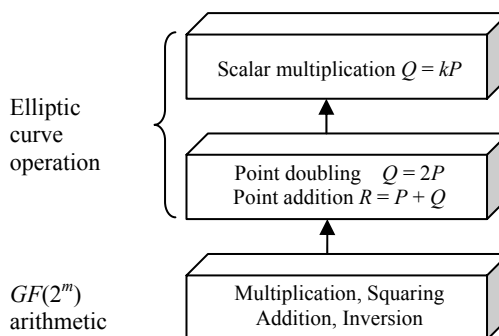 Scalar multiplication Q = kP
Elliptic
curve
operation
Point doubling Q = 2P
Point addition R = P + Q
GF(2^m)
arithmetic
Multiplication, Squaring
Addition, Inversion